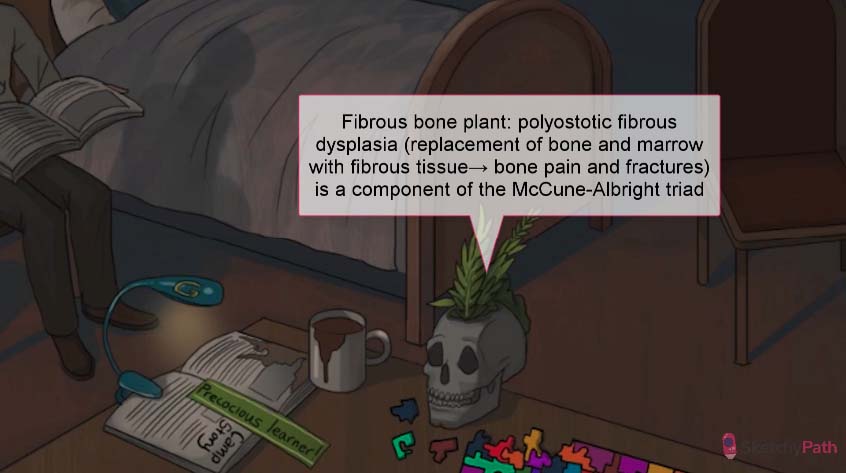 Fibrous bone plant: polyostotic fibrous
dysplasia (replacement of bone and marrow
with fibrous tissue→ bone pain and fractures)
is a component of the McCune-Albright triad
G
Precocious learner!
Camp
Story
SketchyPath